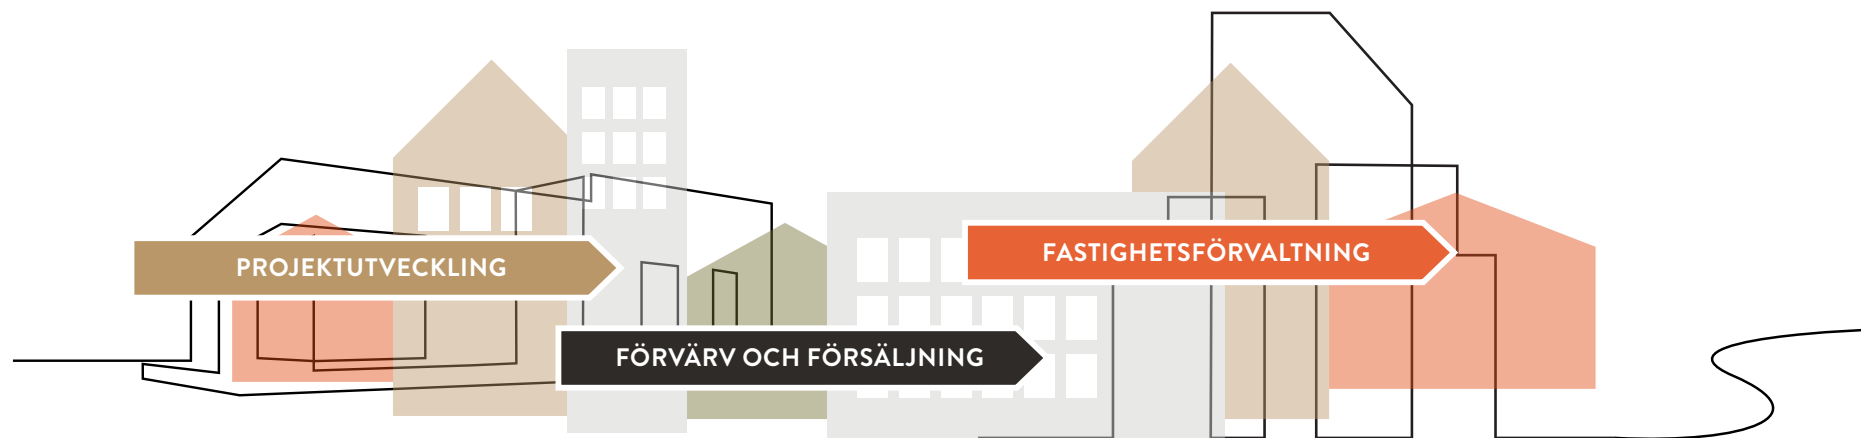 PROJEKTUTVECKLING
FÖRVÄRV OCH FÖRSÄLJNING
FASTIGHETSFÖRVALTNING